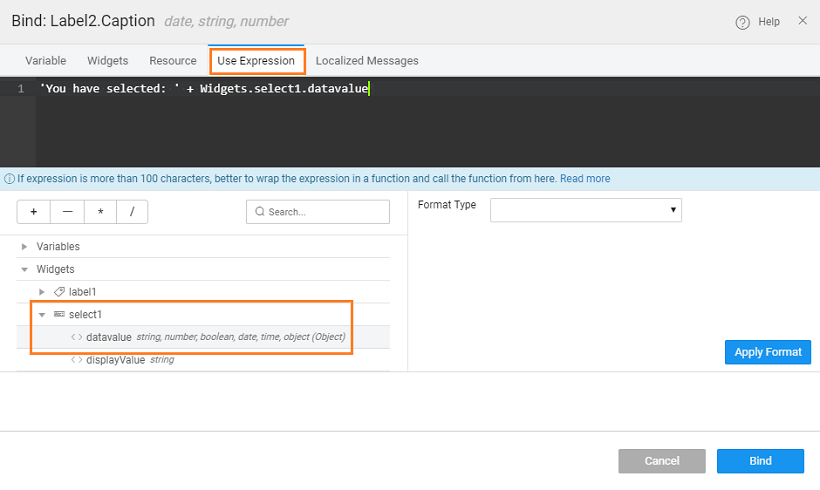 Bind: Label2.Caption date, string, number Help ×
Variable Widgets Resource Use Expression Localized Messages
1 'You have selected: ' + Widgets.select1.datavalue
If expression is more than 100 characters, better to wrap the expression in a function and call the function from here. Read more
+ — * /
Search...
Format Type
Variables
Widgets
label1
select1
datavalue string, number, boolean, date, time, object (Object)
displayValue string
Apply Format
Cancel Bind